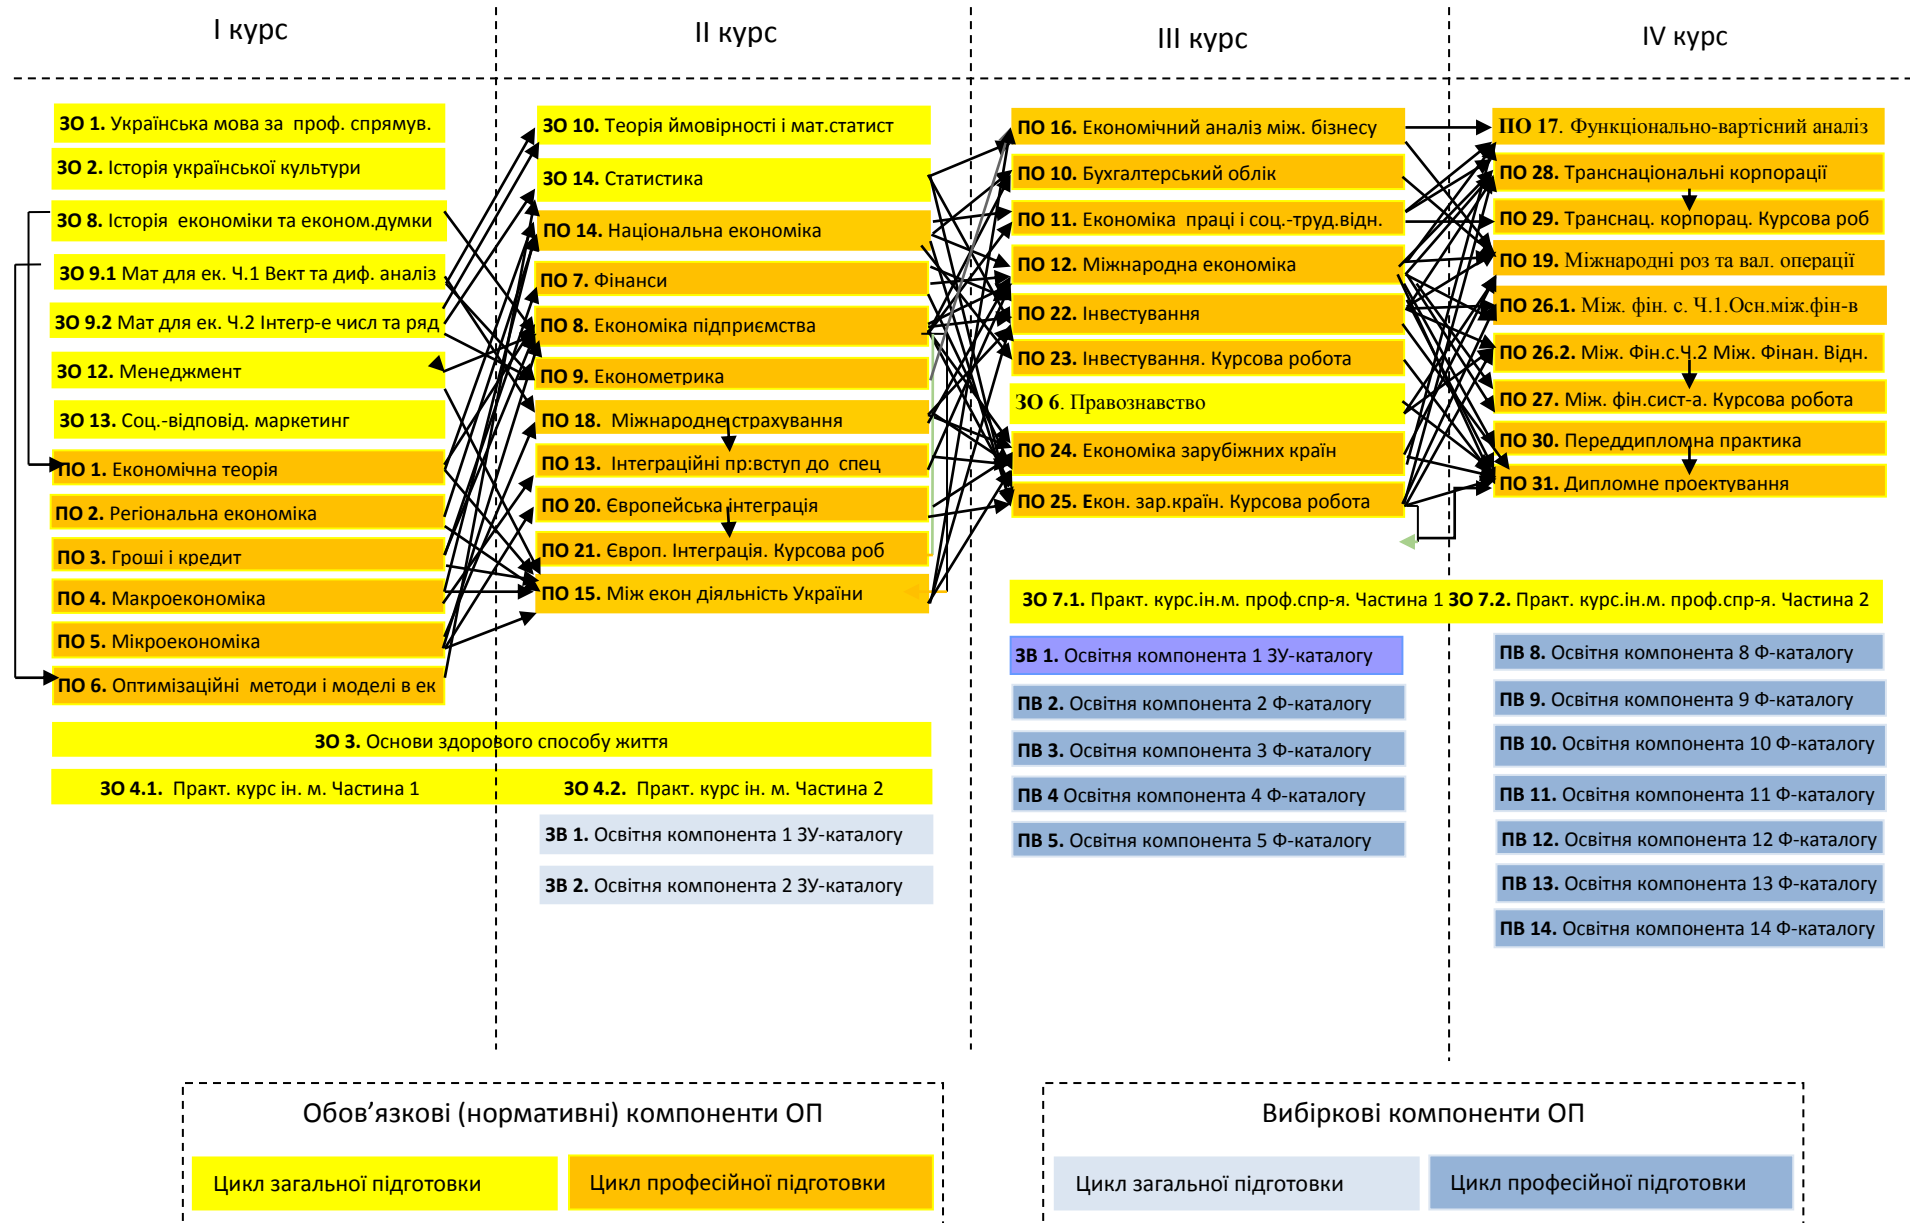 I курс
II курс
III курс
IV курс
ЗО 1. Українська мова за проф. спрямув.
ЗО 2. Історія української культури
ЗО 8. Історія економіки та економ.думки
ЗО 9.1 Мат для ек. Ч.1 Вект та диф. аналіз
ЗО 9.2 Мат для ек. Ч.2 Інтегр-е числ та ряд
ЗО 12. Менеджмент
ЗО 13. Соц.-відповід. маркетинг
ПО 1. Економічна теорія
ПО 2. Регіональна економіка
ПО 3. Гроші і кредит
ПО 4. Макроекономіка
ПО 5. Мікроекономіка
ПО 6. Оптимізаційні методи і моделі в ек
ЗО 3. Основи здорового способу життя
ЗО 4.1. Практ. курс ін. м. Частина 1
ЗО 10. Теорія ймовірності і мат.статист
ЗО 14. Статистика
ПО 14. Національна економіка
ПО 7. Фінанси
ПО 8. Економіка підприємства
ПО 9. Економетрика
ПО 18. Міжнародне страхування
ПО 13. Інтеграційні пр:вступ до спец
ПО 20. Європейська інтеграція
ПО 21. Європ. Інтеграція. Курсова роб
ПО 15. Між екон діяльність України
ЗО 4.2. Практ. курс ін. м. Частина 2
ЗВ 1. Освітня компонента 1 ЗУ-каталогу
ЗВ 2. Освітня компонента 2 ЗУ-каталогу
ПО 16. Економічний аналіз між. бізнесу
ПО 10. Бухгалтерський облік
ПО 11. Економіка праці і соц.-труд.відн.
ПО 12. Міжнародна економіка
ПО 22. Інвестування
ПО 23. Інвестування. Курсова робота
ЗО 6. Правознавство
ПО 24. Економіка зарубіжних країн
ПО 25. Екон. зар.країн. Курсова робота
ЗО 7.1. Практ. курс.ін.м. проф.спр-я. Частина 1
ЗВ 1. Освітня компонента 1 ЗУ-каталогу
ПВ 2. Освітня компонента 2 Ф-каталогу
ПВ 3. Освітня компонента 3 Ф-каталогу
ПВ 4 Освітня компонента 4 Ф-каталогу
ПВ 5. Освітня компонента 5 Ф-каталогу
ПО 17. Функціонально-вартісний аналіз
ПО 28. Транснаціональні корпорації
ПО 29. Транснац. корпорац. Курсова роб
ПО 19. Міжнародні роз та вал. операції
ПО 26.1. Між. фін. с. Ч.1.Осн.між.фін-в
ПО 26.2. Між. Фін.с.Ч.2 Між. Фінан. Відн.
ПО 27. Між. фін.сист-а. Курсова робота
ПО 30. Переддипломна практика
ПО 31. Дипломне проектування
ЗО 7.2. Практ. курс.ін.м. проф.спр-я. Частина 2
ПВ 8. Освітня компонента 8 Ф-каталогу
ПВ 9. Освітня компонента 9 Ф-каталогу
ПВ 10. Освітня компонента 10 Ф-каталогу
ПВ 11. Освітня компонента 11 Ф-каталогу
ПВ 12. Освітня компонента 12 Ф-каталогу
ПВ 13. Освітня компонента 13 Ф-каталогу
ПВ 14. Освітня компонента 14 Ф-каталогу
Обов’язкові (нормативні) компоненти ОП
Цикл загальної підготовки
Цикл професійної підготовки
Вибіркові компоненти ОП
Цикл загальної підготовки
Цикл професійної підготовки